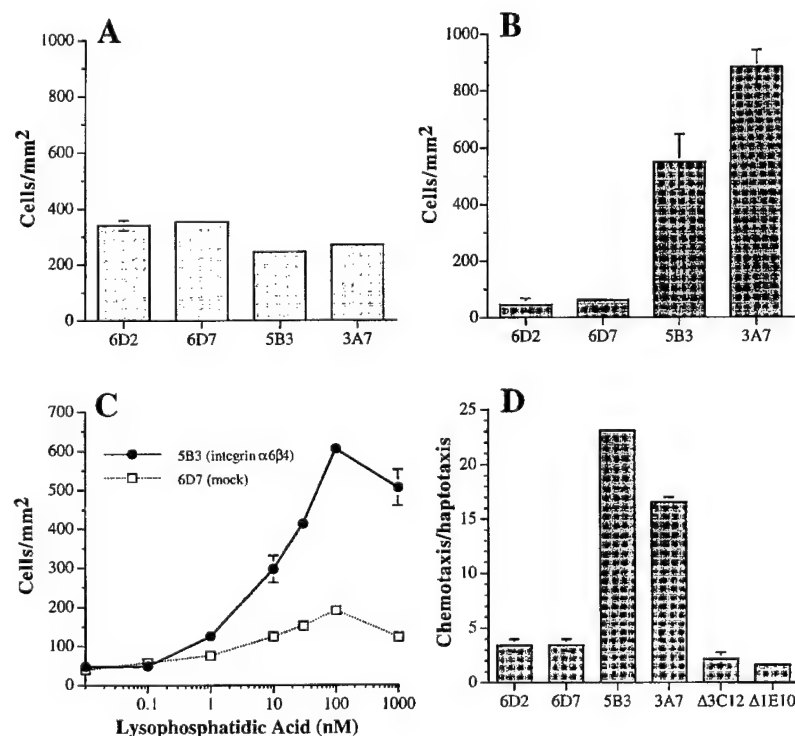 A
Cells/mm2
1000
800
600
400
200
0
6D2 6D7 5B3 3A7
B
Cells/mm2
1000
800
600
400
200
0
6D2 6D7 5B3 3A7
C
Cells/mm2
700
600
500
400
300
200
100
0
5B3 (integrin α6β4)
6D7 (mock)
0.1 1 10 100 1000
Lysophosphatidic Acid (nM)
D
Chemotaxis/haptotaxis
25
20
15
10
5
0
6D2 6D7 5B3 3A7 Δ3C12 Δ1E10